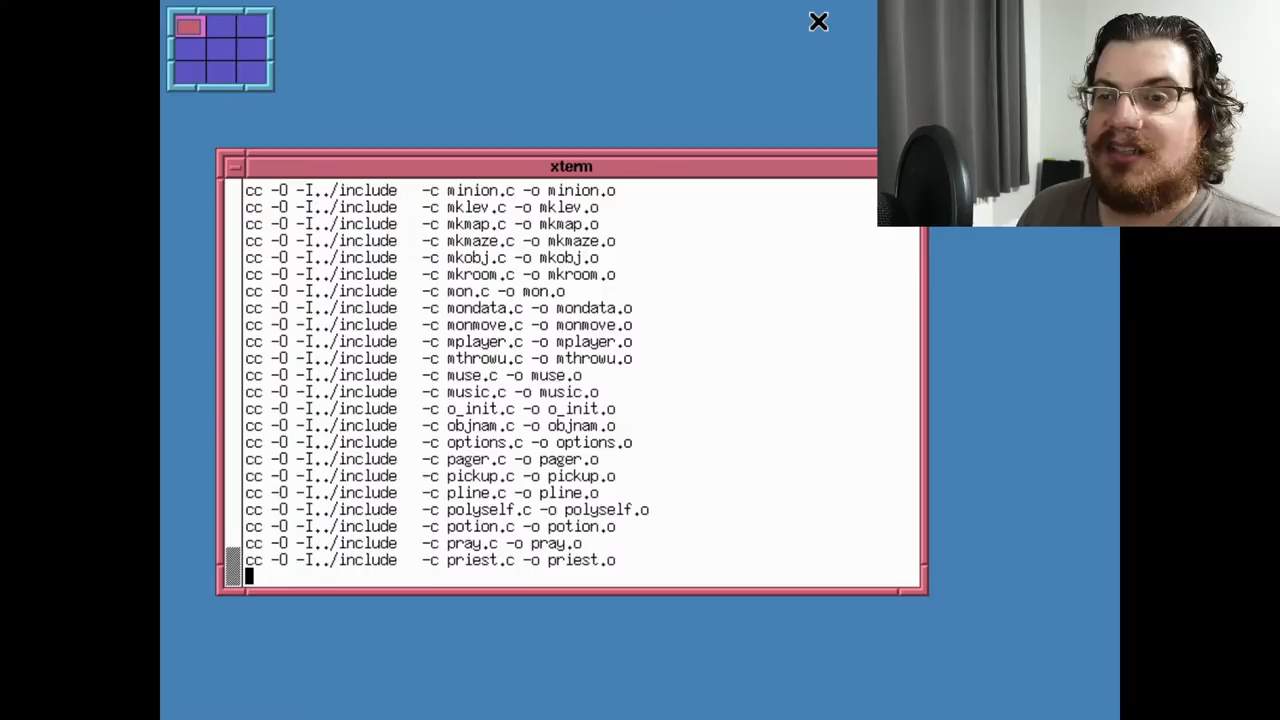 xterm
cc -O -I../include   -c minion.c -o minion.o
cc -O -I../include   -c mklev.c -o mklev.o
cc -O -I../include   -c mkmap.c -o mkmap.o
cc -O -I../include   -c mkmaze.c -o mkmaze.o
cc -O -I../include   -c mkobj.c -o mkobj.o
cc -O -I../include   -c mkroom.c -o mkroom.o
cc -O -I../include   -c mon.c -o mon.o
cc -O -I../include   -c mondata.c -o mondata.o
cc -O -I../include   -c monmove.c -o monmove.o
cc -O -I../include   -c mplayer.c -o mplayer.o
cc -O -I../include   -c mthrowu.c -o mthrowu.o
cc -O -I../include   -c muse.c -o muse.o
cc -O -I../include   -c music.c -o music.o
cc -O -I../include   -c o_init.c -o o_init.o
cc -O -I../include   -c objnam.c -o objnam.o
cc -O -I../include   -c options.c -o options.o
cc -O -I../include   -c pager.c -o pager.o
cc -O -I../include   -c pickup.c -o pickup.o
cc -O -I../include   -c pline.c -o pline.o
cc -O -I../include   -c polyself.c -o polyself.o
cc -O -I../include   -c potion.c -o potion.o
cc -O -I../include   -c pray.c -o pray.o
cc -O -I../include   -c priest.c -o priest.o